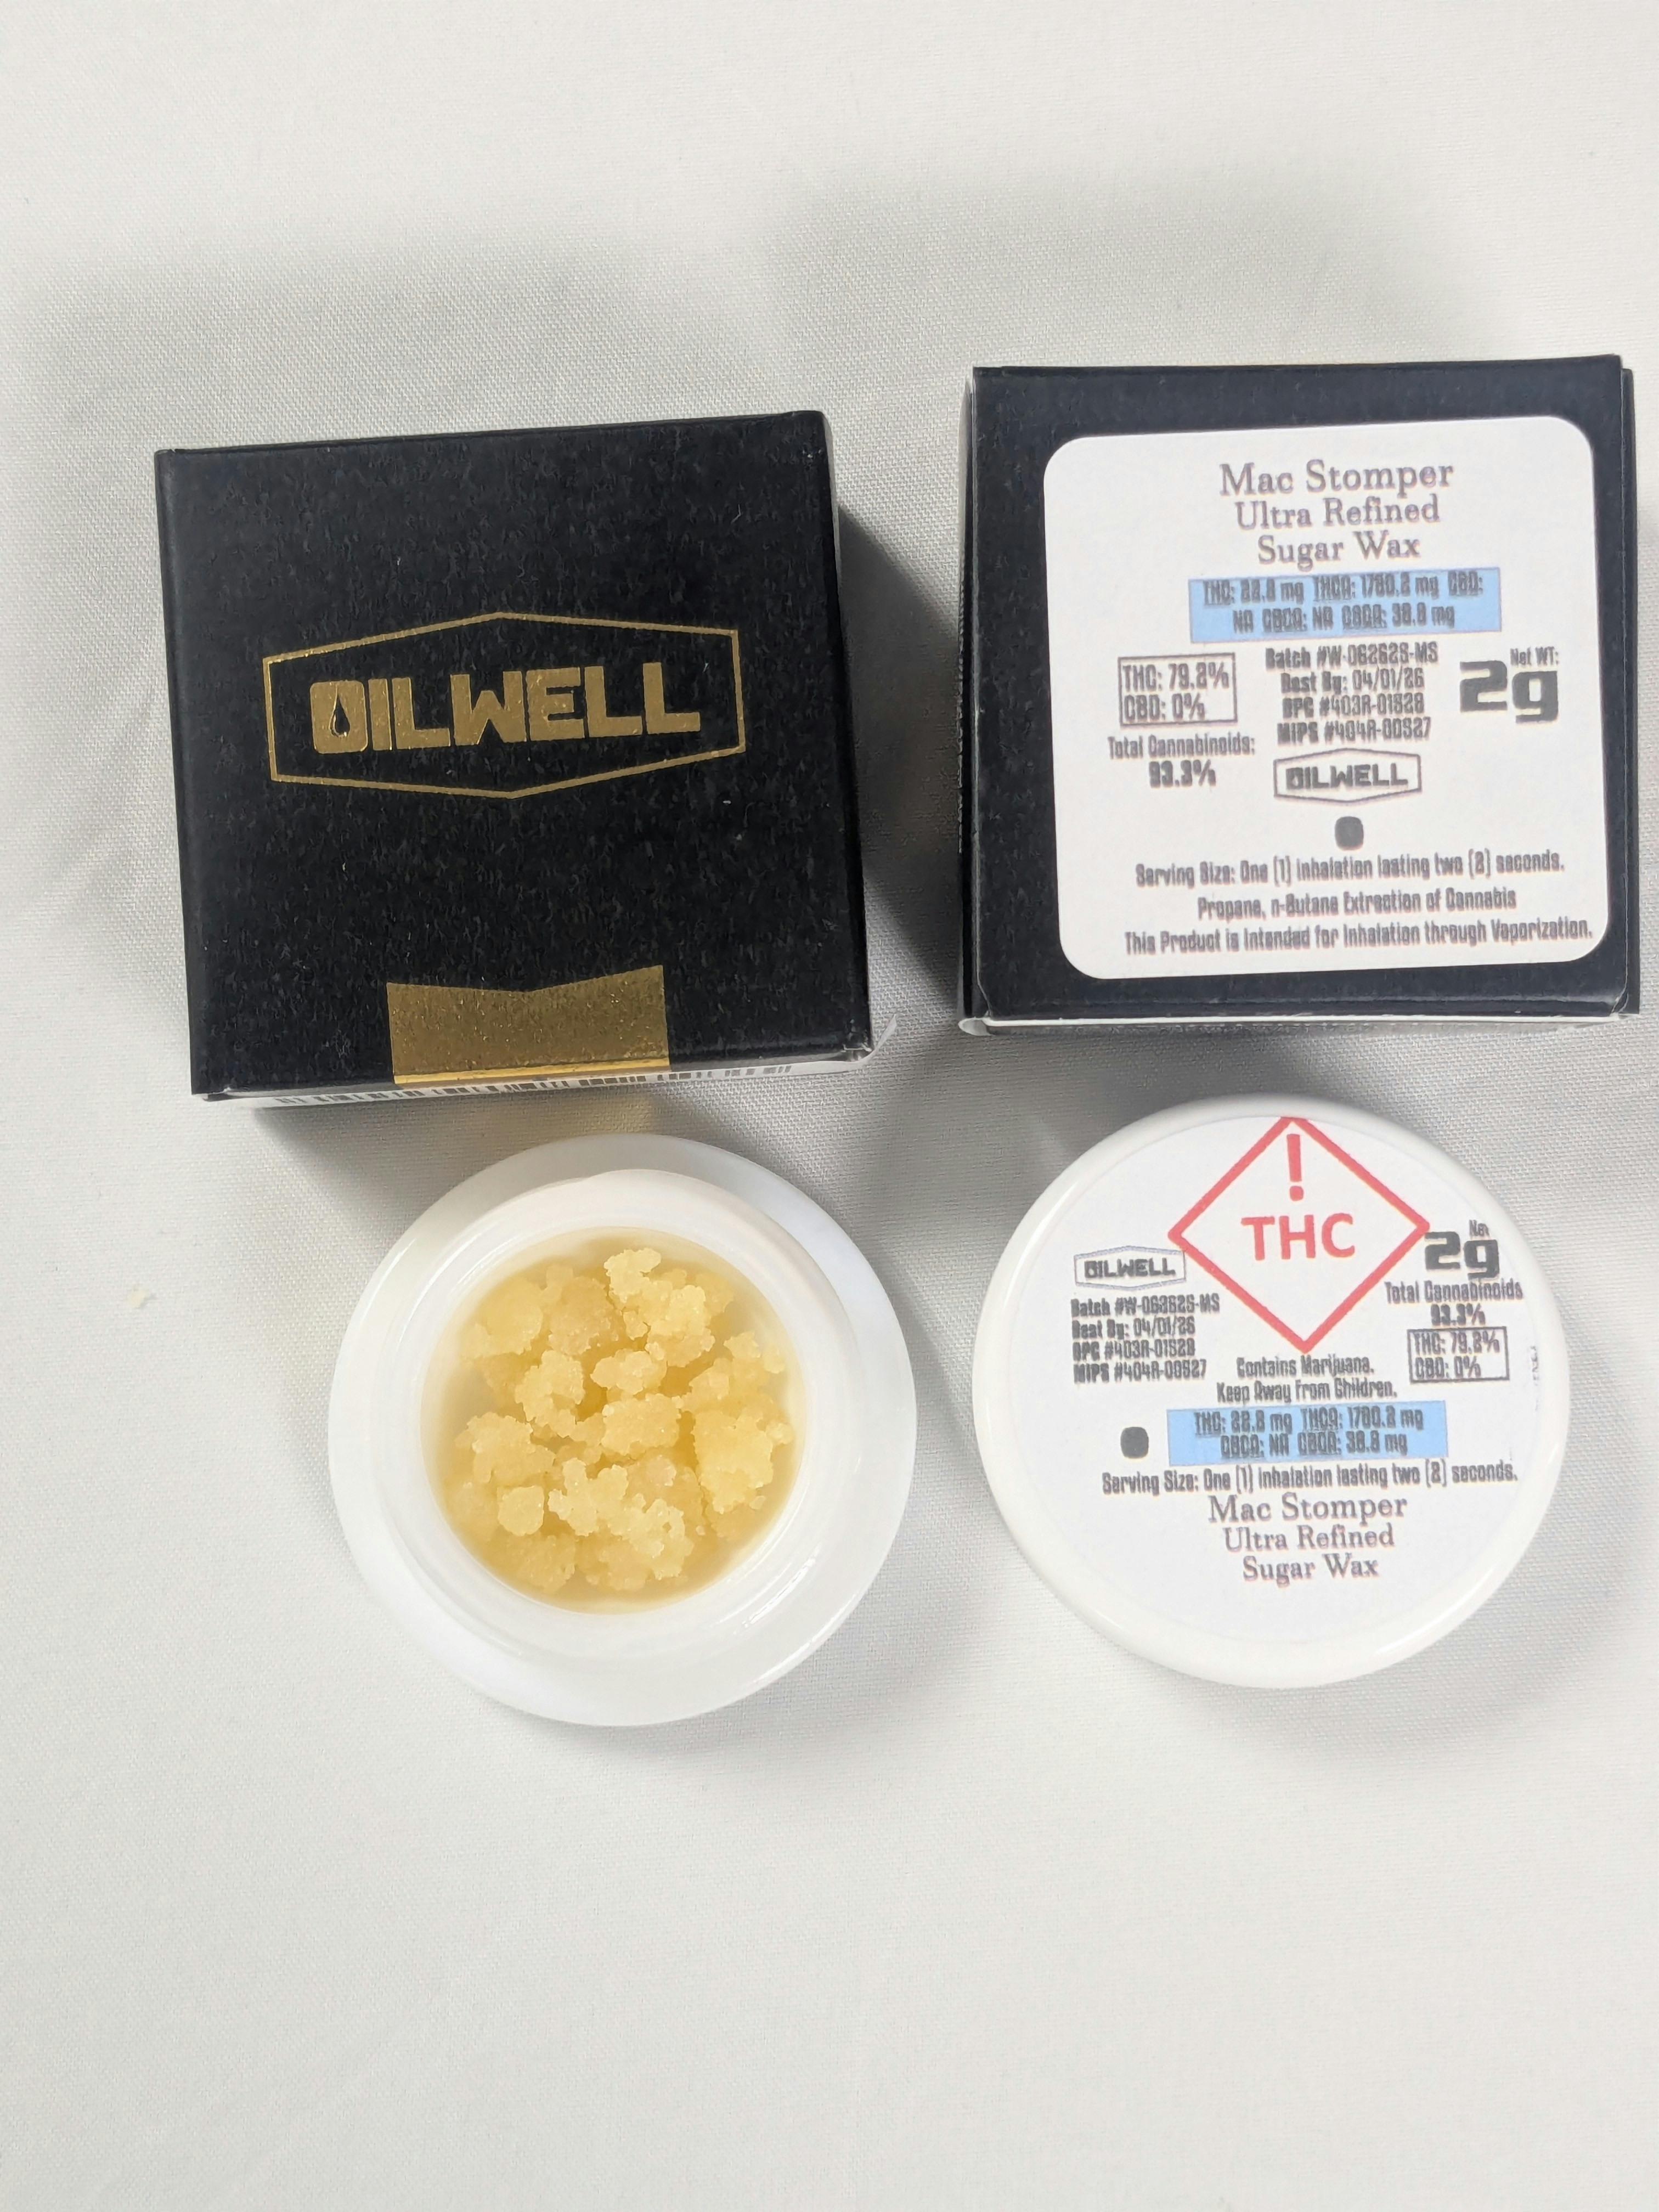 OILWELL
Mac Stomper
Ultra Refined
Sugar Wax
THC: 22.8 mg THCA: 1780.2 mg CBD:
NA CBCA: NA CBGA: 38.8 mg
THC: 79.2%
CBD: 0%
Total Cannabinoids:
93.3%
Batch #W-062625-MS
Best By: 04/01/26
OPC #403R-01528
MIPS #404R-00527
Net WT:
2g
OILWELL
Serving Size: One (1) inhalation lasting two (2) seconds.
Propane, n-Butane Extraction of Cannabis
This Product is Intended for Inhalation through Vaporization.
!
THC
OILWELL
Batch #W-062625-MS
Best By: 04/01/26
OPC #403R-01528
MIPS #404R-00527
Net
2g
Total Cannabinoids
93.3%
THC: 79.2%
CBD: 0%
Contains Marijuana.
Keep Away From Children.
THC: 22.8 mg THCA: 1780.2 mg
CBCA: NA CBGA: 38.8 mg
Serving Size: One (1) inhalation lasting two (2) seconds.
Mac Stomper
Ultra Refined
Sugar Wax